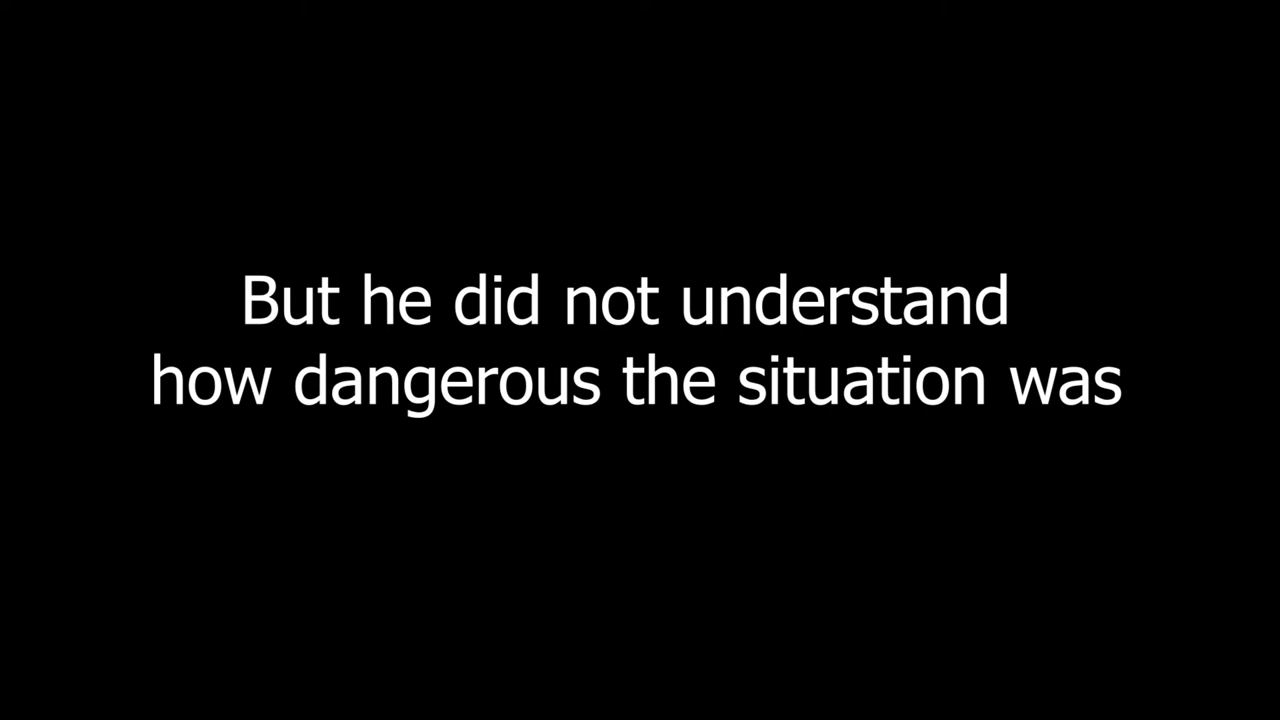 But he did not understand
how dangerous the situation was